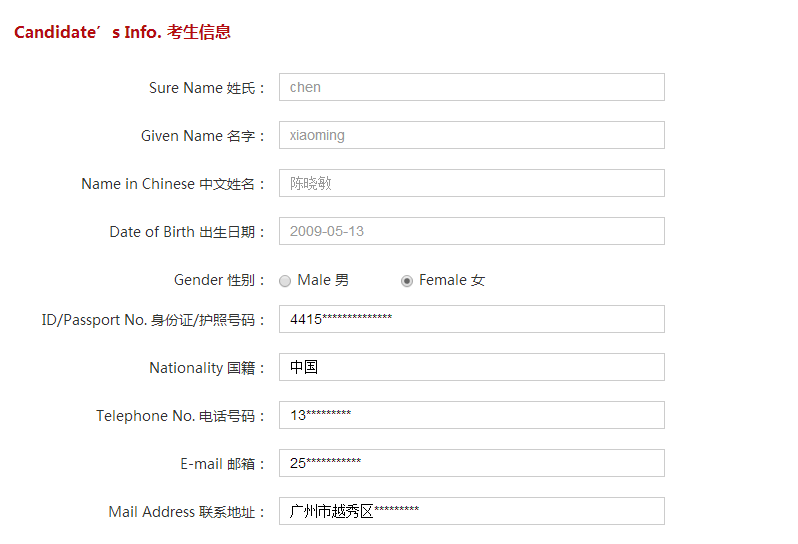 Candidate’s Info. 考生信息
Sure Name 姓氏： chen
Given Name 名字： xiaoming
Name in Chinese 中文姓名： 陈晓敏
Date of Birth 出生日期： 2009-05-13
Gender 性别： Male 男 Female 女
ID/Passport No. 身份证/护照号码： 4415**************
Nationality 国籍： 中国
Telephone No. 电话号码： 13*********
E-mail 邮箱： 25***********
Mail Address 联系地址： 广州市越秀区*********